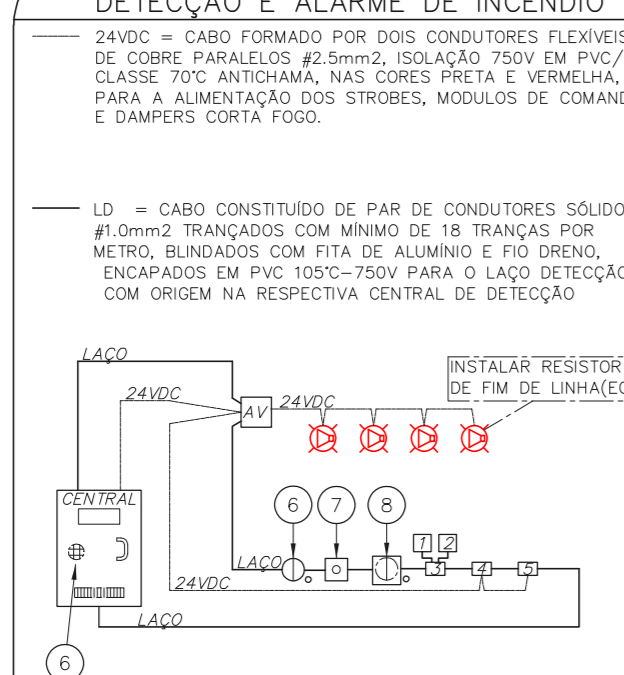 DETECÇÃO E ALARME DE INCÊNDIO
24VDC = CABO FORMADO POR DOIS CONDUTORES FLEXÍVEIS
DE COBRE PARALELOS #2.5mm2, ISOLAÇÃO 750V EM PVC/
CLASSE 70°C ANTICHAMA, NAS CORES PRETA E VERMELHA,
PARA A ALIMENTAÇÃO DOS STROBES, MODULOS DE COMAND
E DAMPERS CORTA FOGO.
LD = CABO CONSTITUÍDO DE PAR DE CONDUTORES SÓLIDO
#1.0mm2 TRANÇADOS COM MÍNIMO DE 18 TRANÇAS POR
METRO, BLINDADOS COM FITA DE ALUMÍNIO E FIO DRENO,
ENCAPADOS EM PVC 105°C-750V PARA O LAÇO DETECÇÃO
COM ORIGEM NA RESPECTIVA CENTRAL DE DETECÇÃO
LAÇO
INSTALAR RESISTOR
DE FIM DE LINHA(EO
24VDC
24VDC
AV
CENTRAL
6
7
8
1
2
LAÇO
3
4
5
24VDC
LAÇO
6